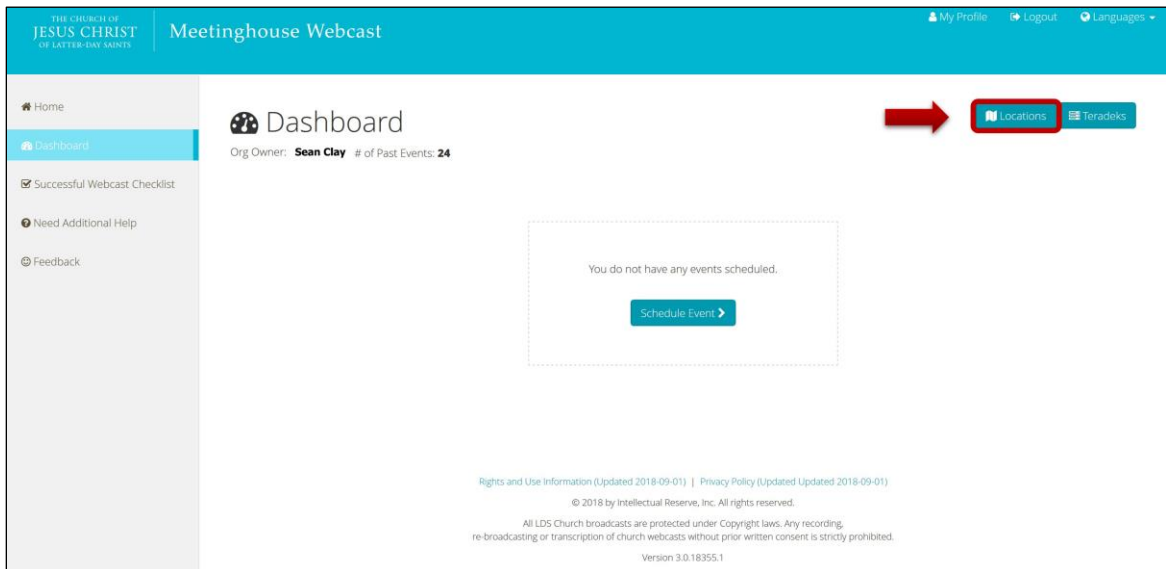 THE CHURCH OF
JESUS CHRIST
OF LATTER-DAY SAINTS
Meetinghouse Webcast
My Profile
Logout
Languages
Home
Dashboard
Successful Webcast Checklist
Need Additional Help
Feedback
Dashboard
Org Owner: Sean Clay # of Past Events: 24
Locations
Teradeks
You do not have any events scheduled.
Schedule Event
Rights and Use Information (Updated 2018-09-01) | Privacy Policy (Updated Updated 2018-09-01)
© 2018 by Intellectual Reserve, Inc. All rights reserved.
All LDS Church broadcasts are protected under Copyright laws. Any recording,
re-broadcasting or transcription of church webcasts without prior written consent is strictly prohibited.
Version 3.0.18355.1